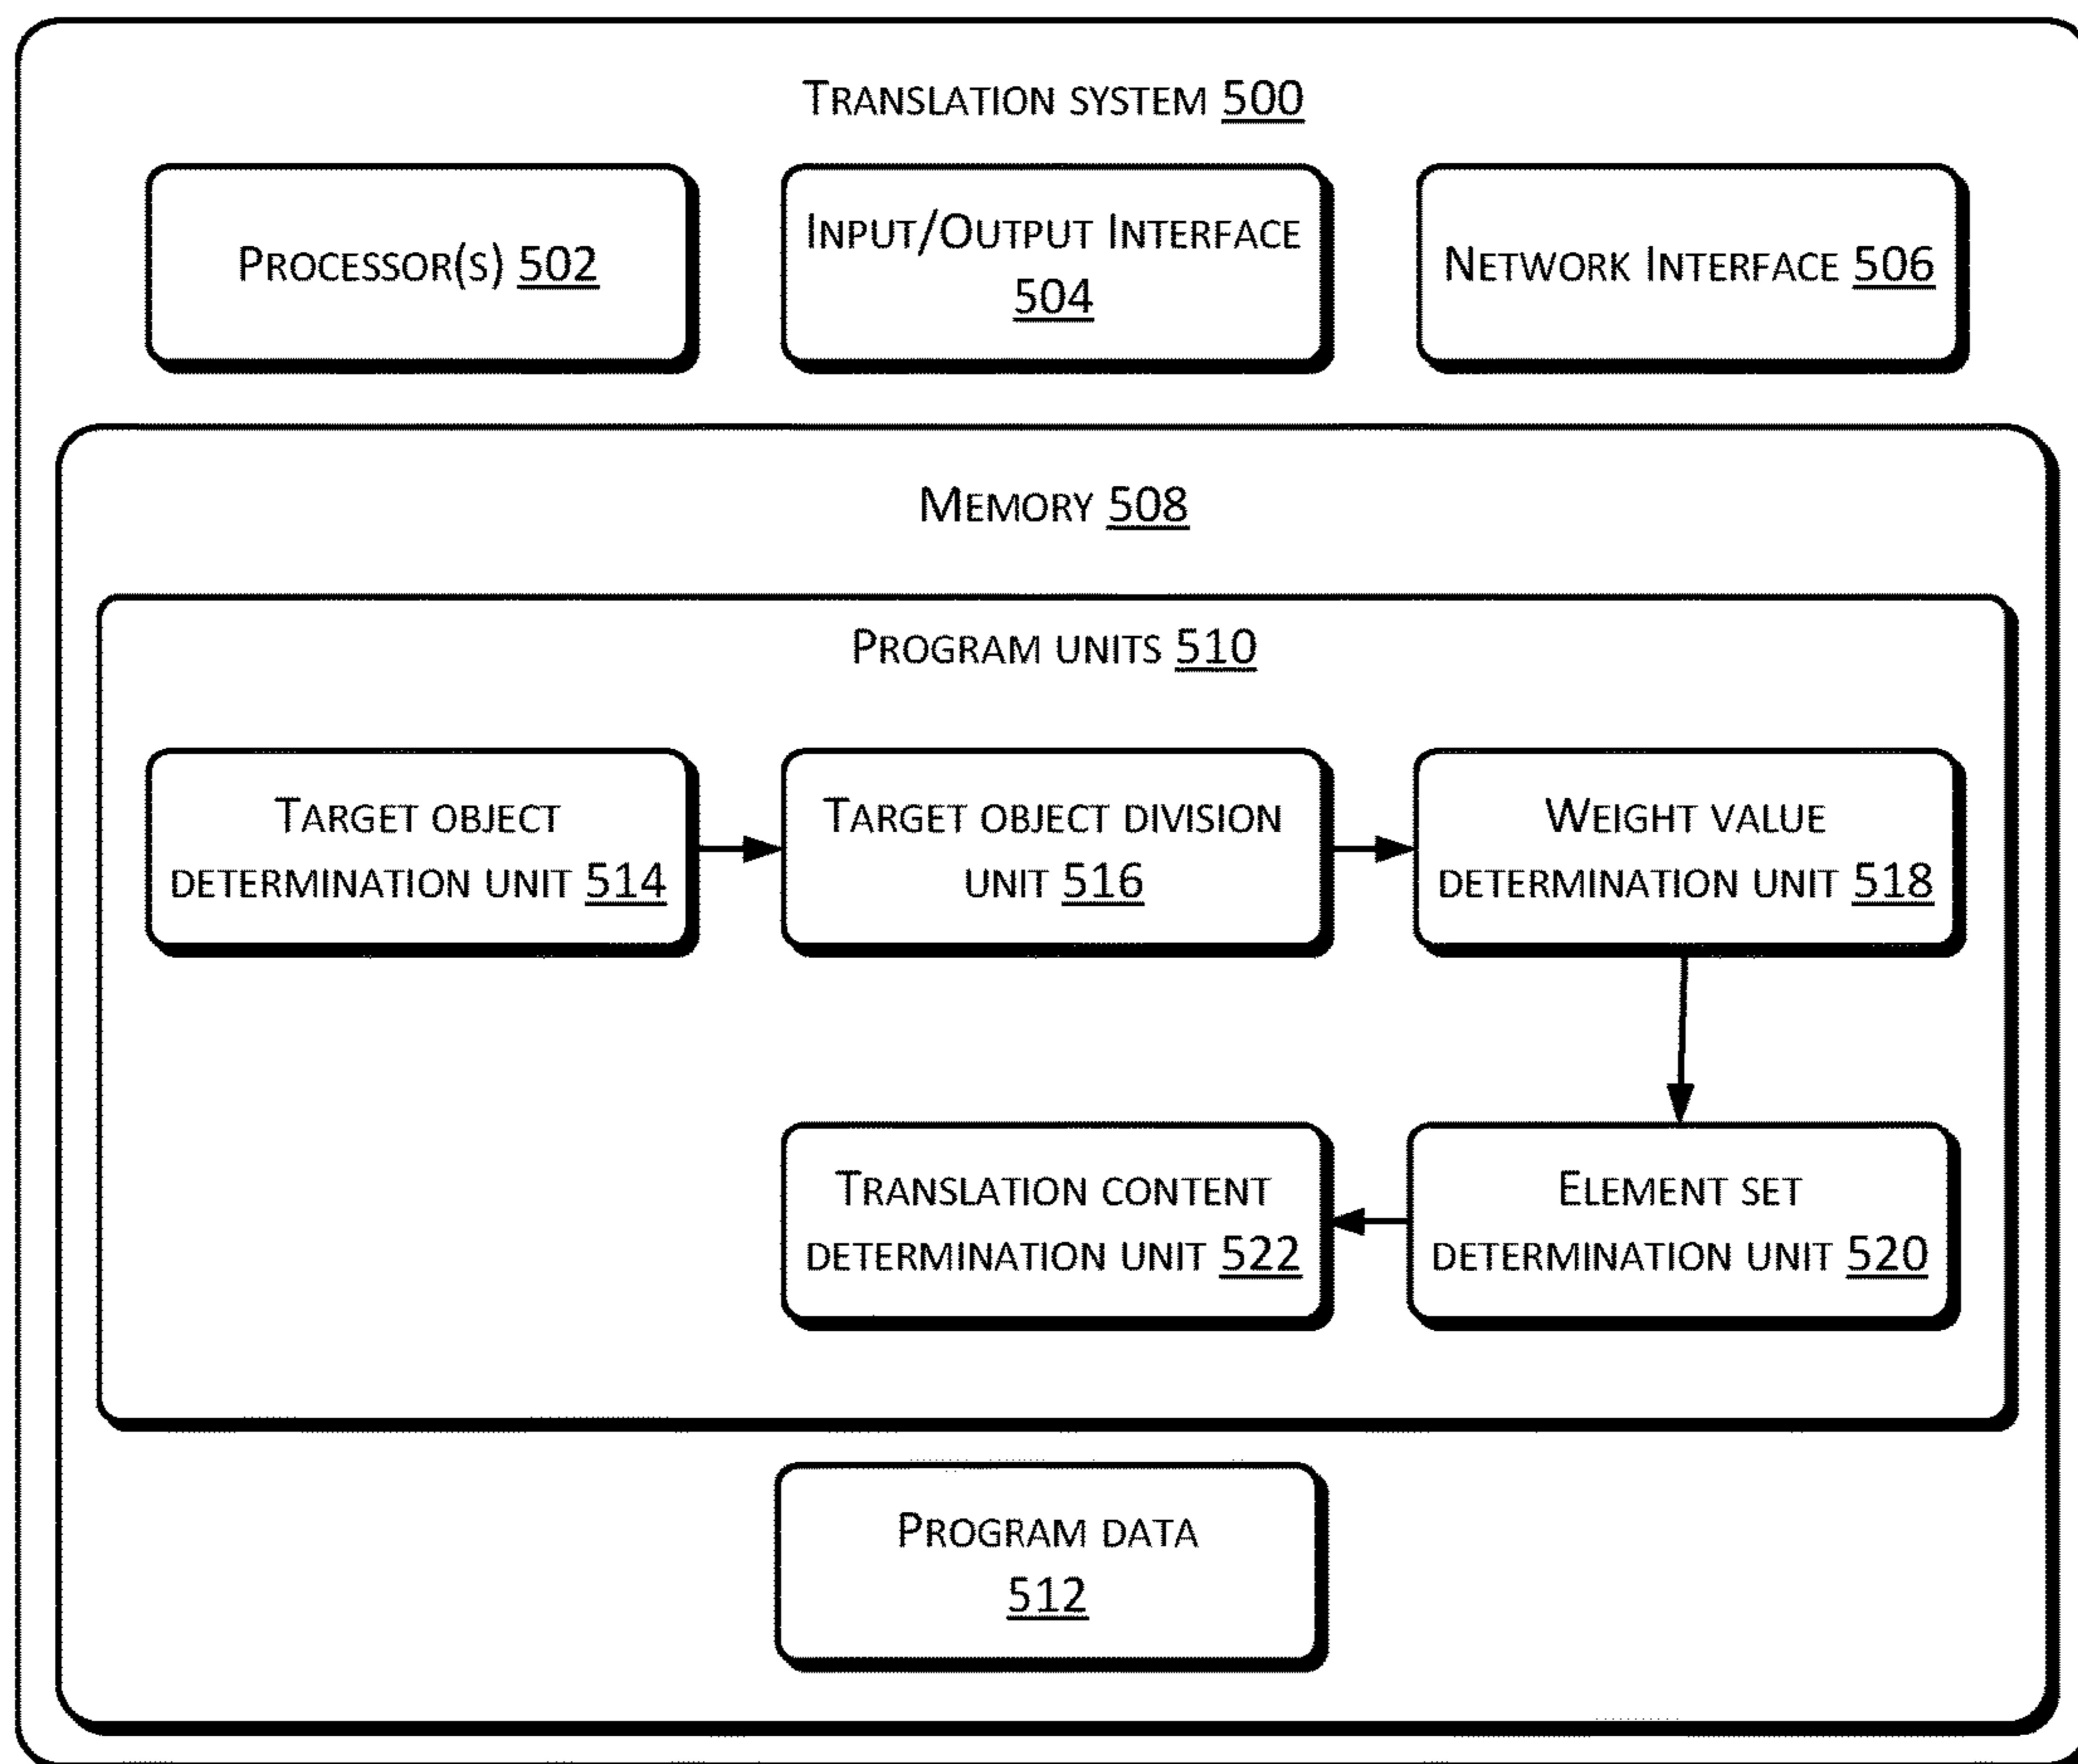 TRANSLATION SYSTEM 500
PROCESSOR(S) 502
INPUT/OUTPUT INTERFACE
504
NETWORK INTERFACE 506
MEMORY 508
PROGRAM UNITS 510
TARGET OBJECT
DETERMINATION UNIT 514
TARGET OBJECT DIVISION
UNIT 516
WEIGHT VALUE
DETERMINATION UNIT 518
TRANSLATION CONTENT
DETERMINATION UNIT 522
ELEMENT SET
DETERMINATION UNIT 520
PROGRAM DATA
512